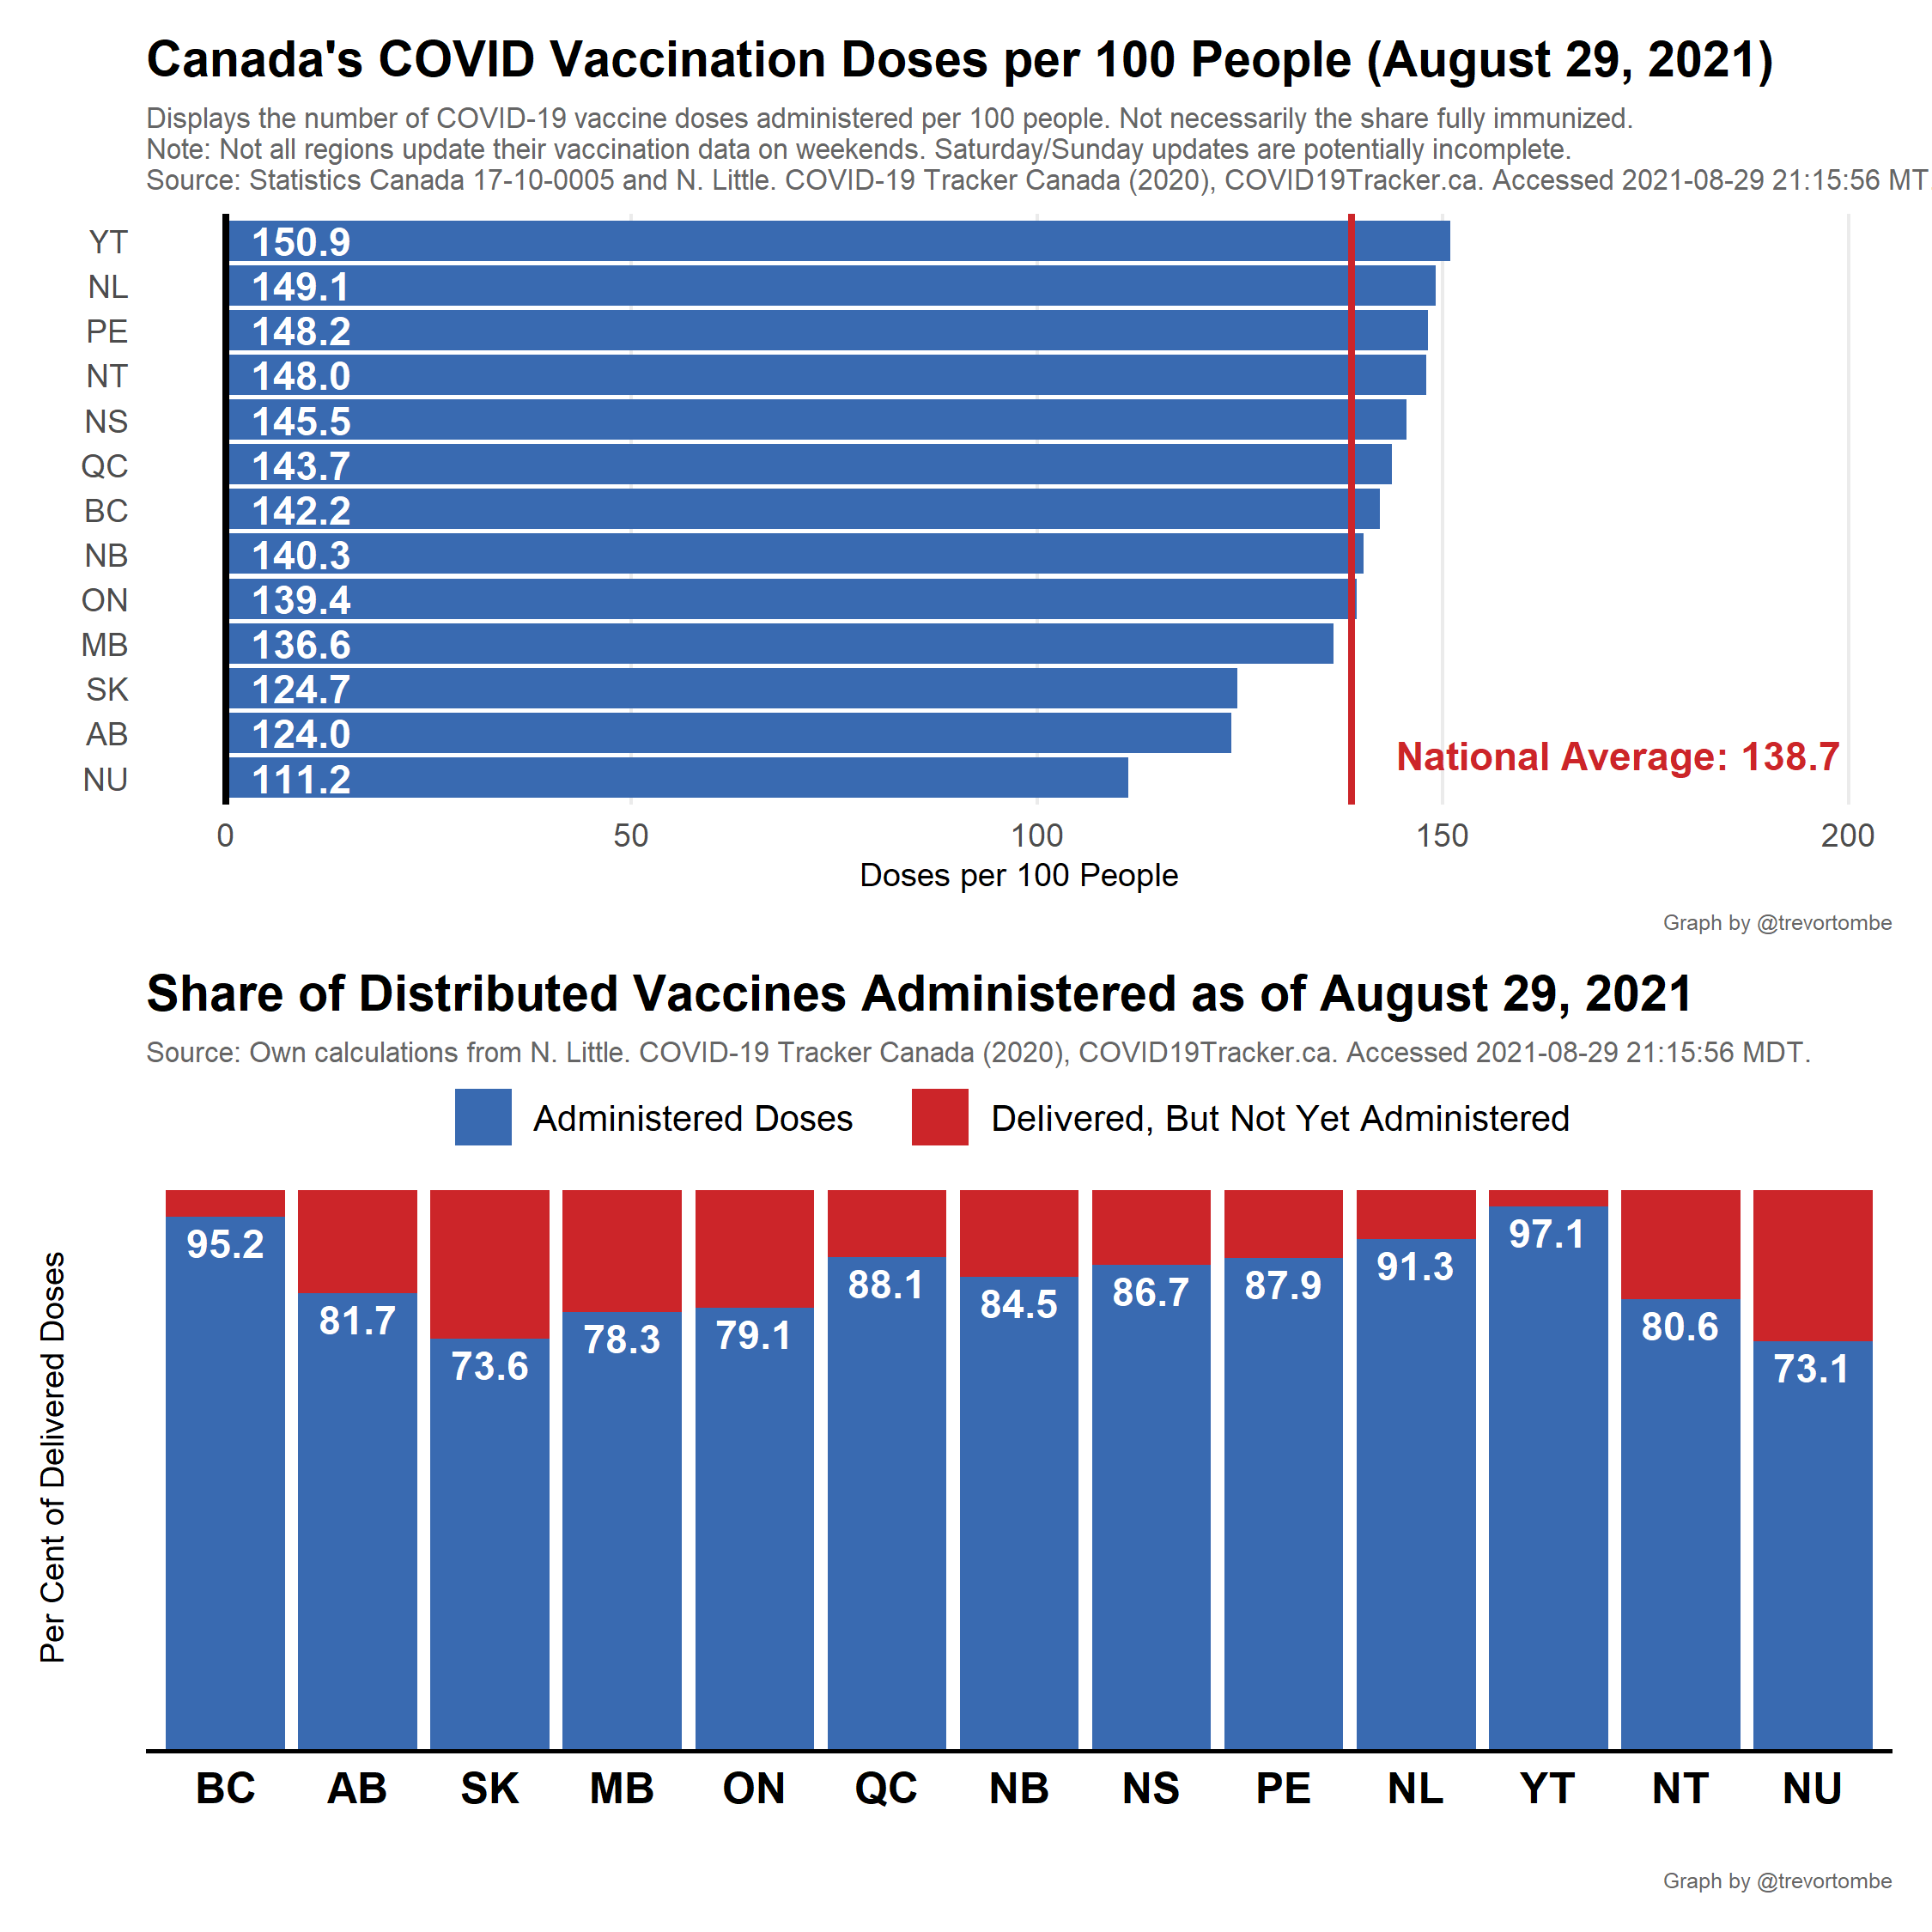 Canada's COVID Vaccination Doses per 100 People (August 29, 2021)
Displays the number of COVID-19 vaccine doses administered per 100 people. Not necessarily the share fully immunized.
Note: Not all regions update their vaccination data on weekends. Saturday/Sunday updates are potentially incomplete.
Source: Statistics Canada 17-10-0005 and N. Little. COVID-19 Tracker Canada (2020), COVID19Tracker.ca. Accessed 2021-08-29 21:15:56 MT
YT 150.9
NL 149.1
PE 148.2
NT 148.0
NS 145.5
QC 143.7
BC 142.2
NB 140.3
ON 139.4
MB 136.6
SK 124.7
AB 124.0
National Average: 138.7
NU 111.2
0 50 100 150 200
Doses per 100 People
Graph by @trevortombe
Share of Distributed Vaccines Administered as of August 29, 2021
Source: Own calculations from N. Little. COVID-19 Tracker Canada (2020), COVID19Tracker.ca. Accessed 2021-08-29 21:15:56 MDT.
Administered Doses Delivered, But Not Yet Administered
Per Cent of Delivered Doses
95.2 81.7 73.6 78.3 79.1 88.1 84.5 86.7 87.9 91.3 97.1 80.6 73.1
BC AB SK MB ON QC NB NS PE NL YT NT NU
Graph by @trevortombe